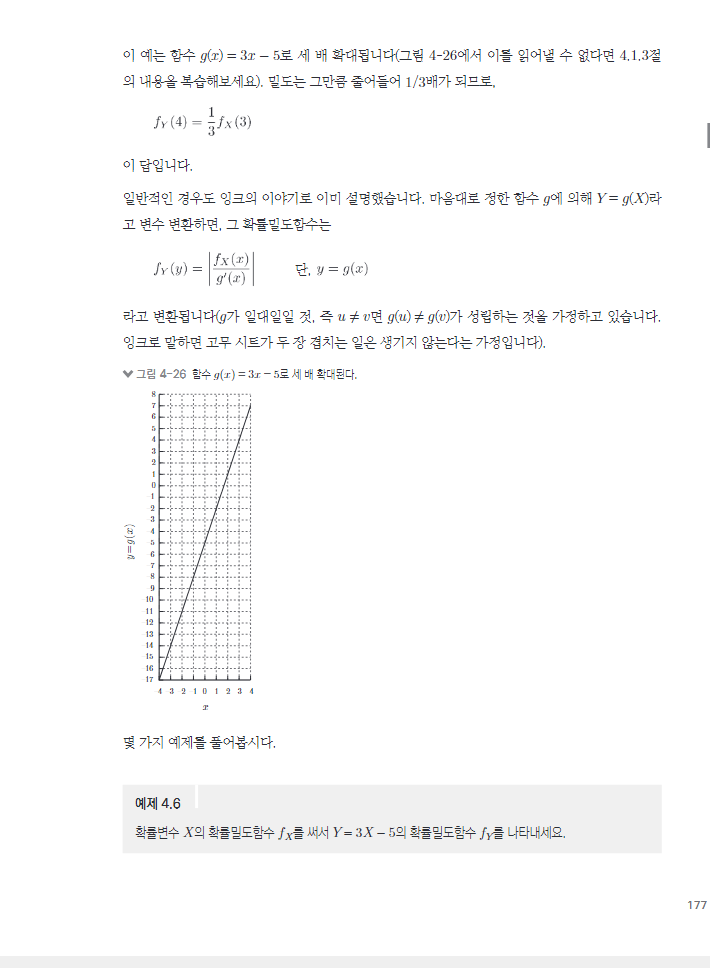 이 예는 함수 g(x) = 3x − 5로 세 배 확대됩니다(그림 4-26에서 이를 읽어낼 수 없다면 4.1.3절
의 내용을 복습해보세요). 밀도는 그만큼 줄어들어 1/3배가 되므로,
f_Y(4) = 1/3 f_X(3)
이 답입니다.
일반적인 경우도 잉크의 이야기로 이미 설명했습니다. 마음대로 정한 함수 g에 의해 Y = g(X)라
고 변수 변환하면, 그 확률밀도함수는
f_Y(y) = |f_X(x) / g′(x)| 단, y = g(x)
라고 변환됩니다(g가 일대일일 것, 즉 u ≠ v면 g(u) ≠ g(v)가 성립하는 것을 가정하고 있습니다.
잉크로 말하면 고무 시트가 두 장 겹치는 일은 생기지 않는다는 가정입니다).
그림 4-26 함수 g(x) = 3x − 5로 세 배 확대된다.
8
7
6
5
4
3
2
1
0
1
2
3
4
5
6
7
8
9
10
11
12
13
14
15
16
17
y=g(x)
4 3 2 1 0 1 2 3 4
x
몇 가지 예제를 풀어봅시다.
예제 4.6
확률변수 X의 확률밀도함수 f_X를 써서 Y = 3X − 5의 확률밀도함수 f_Y를 나타내세요.
177